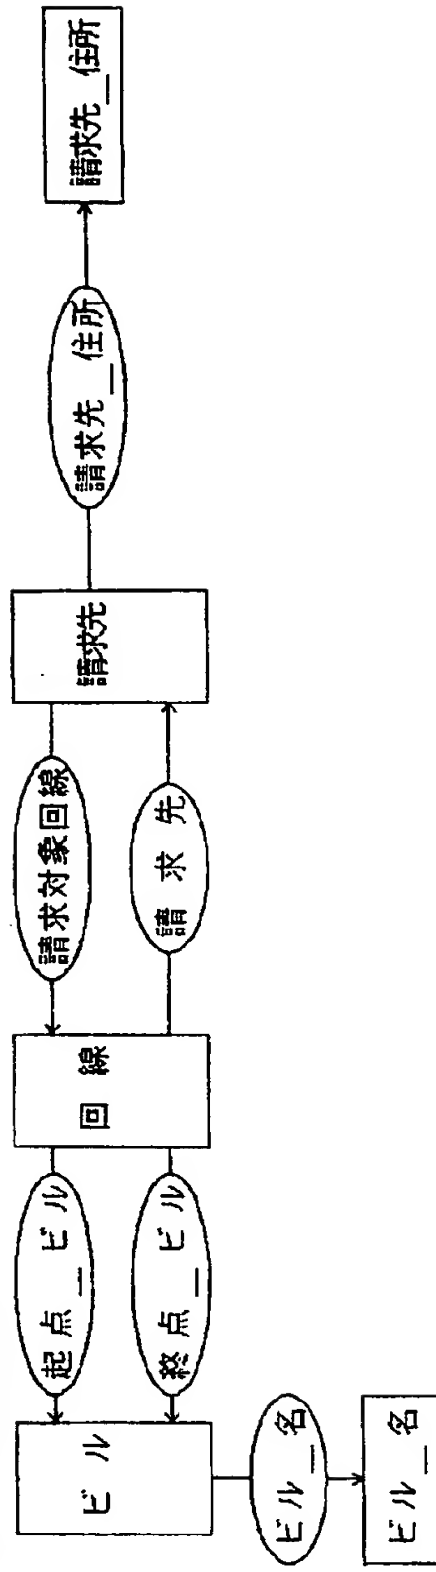 ビル
起点_ビル
終点_ビル
ビル_名
ビル_名
回線
請求対象回線
請求先
請求先
請求先_住所
請求先_住所